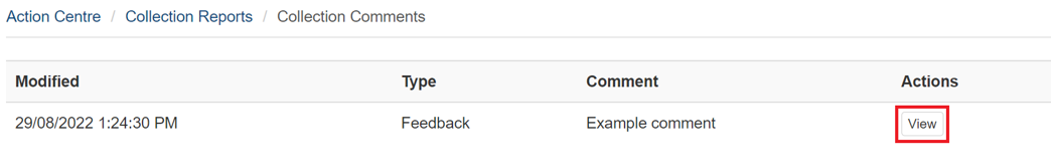 Action Centre / Collection Reports / Collection Comments
Modified Type Comment Actions
29/08/2022 1:24:30 PM Feedback Example comment View